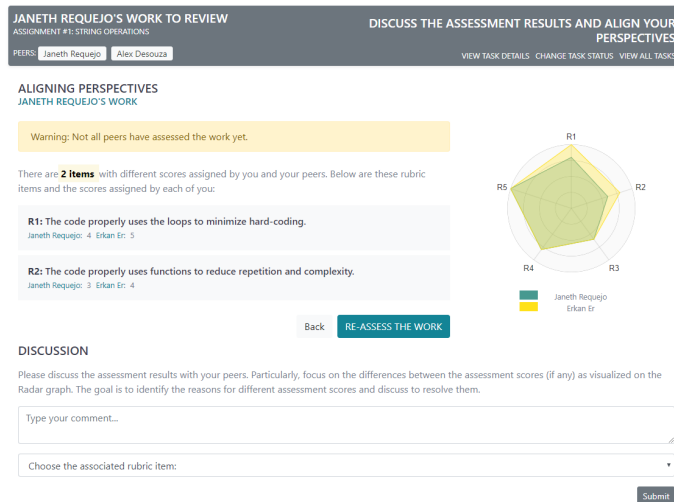 JANETH REQUEJO'S WORK TO REVIEW
ASSIGNMENT #1: STRING OPERATIONS
PEERS: Janeth Requejo Alex Desouza
DISCUSS THE ASSESSMENT RESULTS AND ALIGN YOUR
PERSPECTIVES
VIEW TASK DETAILS CHANGE TASK STATUS VIEW ALL TASKS
ALIGNING PERSPECTIVES
JANETH REQUEJO'S WORK
Warning: Not all peers have assessed the work yet.
There are 2 items with different scores assigned by you and your peers. Below are these rubric
items and the scores assigned by each of you:
R1: The code properly uses the loops to minimize hard-coding.
Janeth Requejo: 4 Erkan Er: 5
R2: The code properly uses functions to reduce repetition and complexity.
Janeth Requejo: 3 Erkan Er: 4
Back RE-ASSESS THE WORK
R1
R2
R3
R4
R5
Janeth Requejo
Erkan Er
DISCUSSION
Please discuss the assessment results with your peers. Particularly, focus on the differences between the assessment scores (if any) as visualized on the
Radar graph. The goal is to identify the reasons for different assessment scores and discuss to resolve them.
Type your comment...
Choose the associated rubric item:
Submit